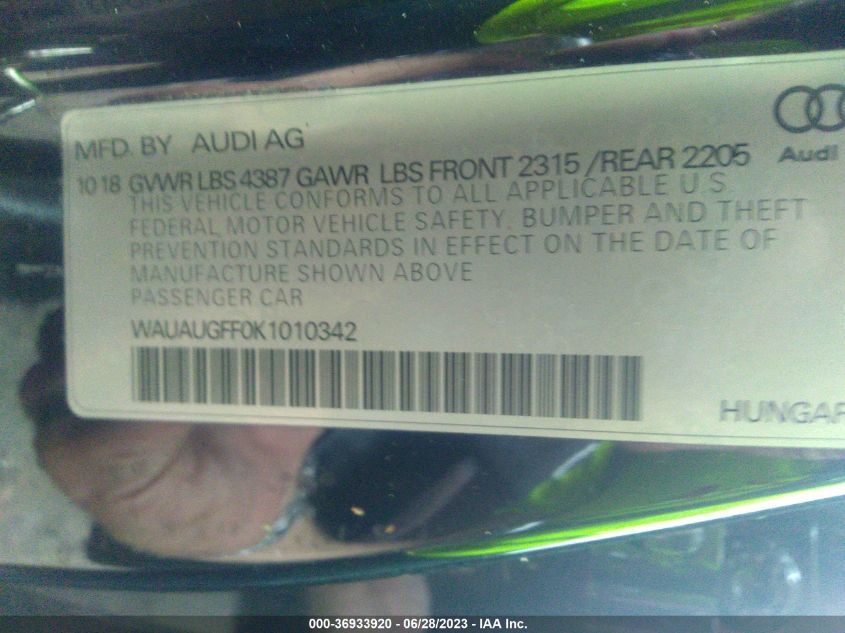 MFD. BY AUDI AG
Audi
10 18 GVWR LBS 4387 GAWR LBS FRONT 2315 /REAR 2205
THIS VEHICLE CONFORMS TO ALL APPLICABLE U.S.
FEDERAL MOTOR VEHICLE SAFETY, BUMPER AND THEFT
PREVENTION STANDARDS IN EFFECT ON THE DATE OF
MANUFACTURE SHOWN ABOVE
PASSENGER CAR
WAUAUGFF0K1010342
HUNGAR
000-36933920 - 06/28/2023 - IAA Inc.